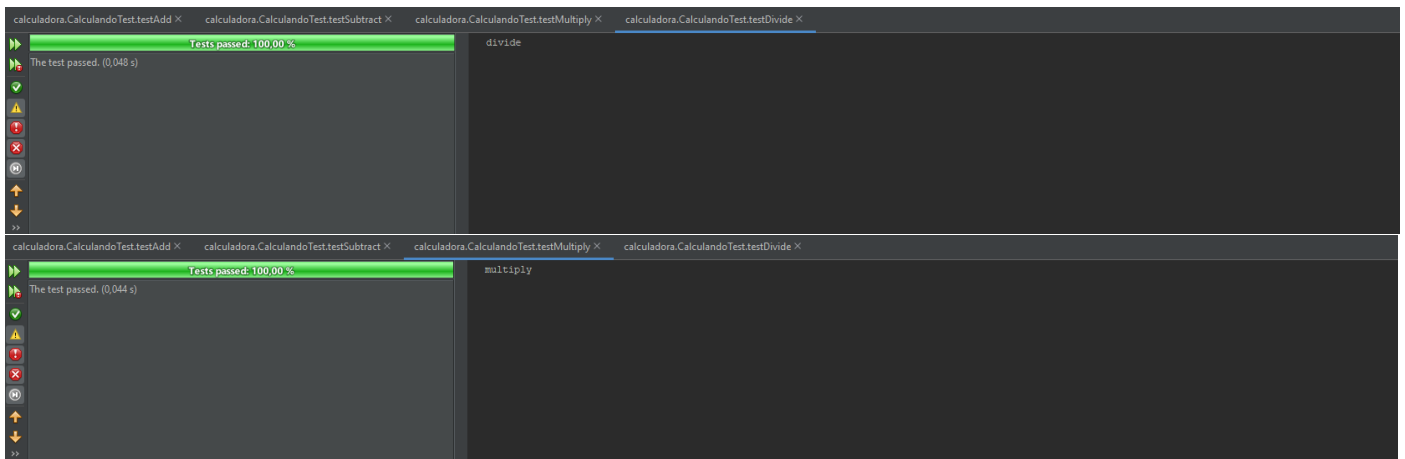 calculadora.CalculandoTest.testAdd × calculadora.CalculandoTest.testSubtract × calculadora.CalculandoTest.testMultiply × calculadora.CalculandoTest.testDivide ×
Tests passed: 100,00 %
divide
The test passed. (0,048 s)
>>
calculadora.CalculandoTest.testAdd × calculadora.CalculandoTest.testSubtract × calculadora.CalculandoTest.testMultiply × calculadora.CalculandoTest.testDivide ×
Tests passed: 100,00 %
multiply
The test passed. (0,044 s)
>>